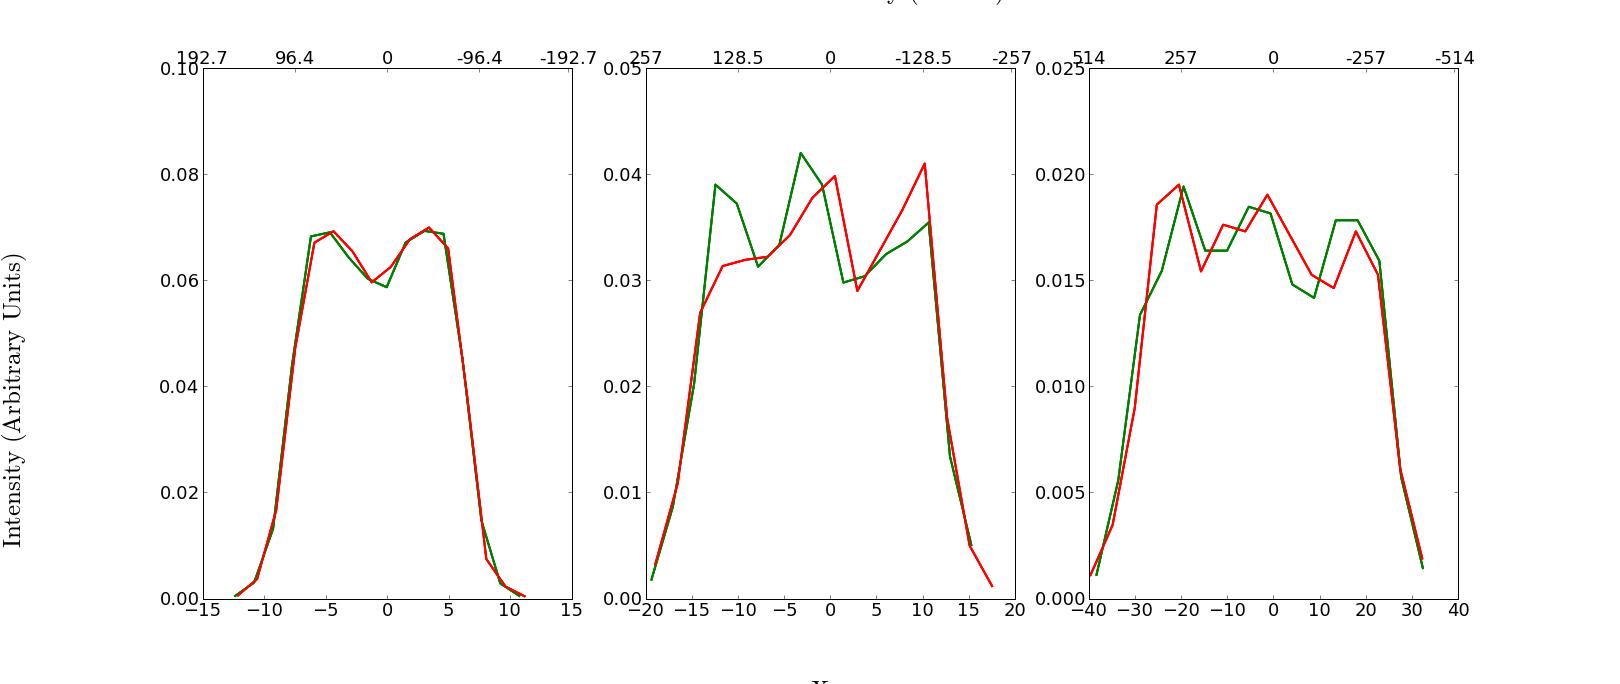 192.7 96.4 0 -96.4 -192.7 257 128.5 0 -128.5 -257 514 257 0 -257 -514
0.10 0.05 0.025
0.08 0.04 0.020
0.06 0.03 0.015
0.04 0.02 0.010
0.02 0.01 0.005
0.00 0.00 0.000
−15 −10 −5 0 5 10 15 −20 −15 −10 −5 0 5 10 15 20 −40 −30 −20 −10 0 10 20 30 40
Intensity (Arbitrary Units)